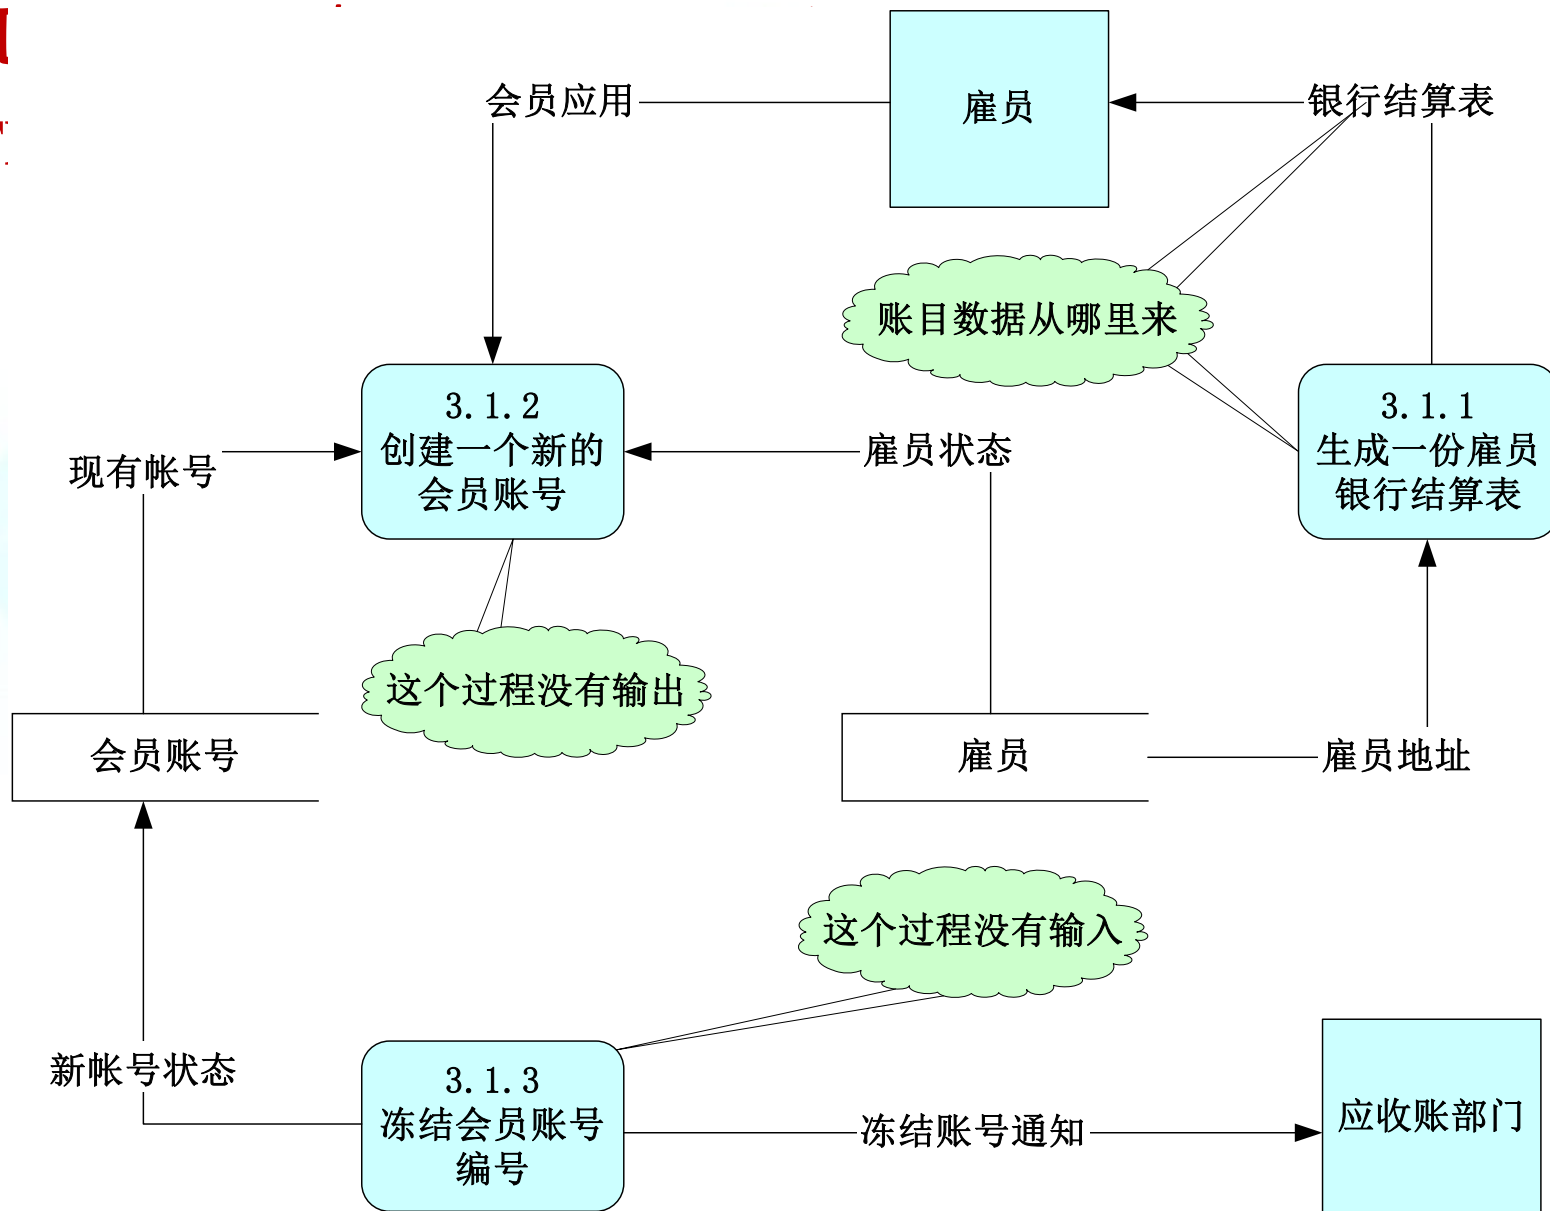 会员应用
雇员
银行结算表
账目数据从哪里来
3.1.2
创建一个新的
会员账号
雇员状态
3.1.1
生成一份雇员
银行结算表
现有帐号
这个过程没有输出
会员账号
雇员
雇员地址
这个过程没有输入
新帐号状态
3.1.3
冻结会员账号
编号
冻结账号通知
应收账部门